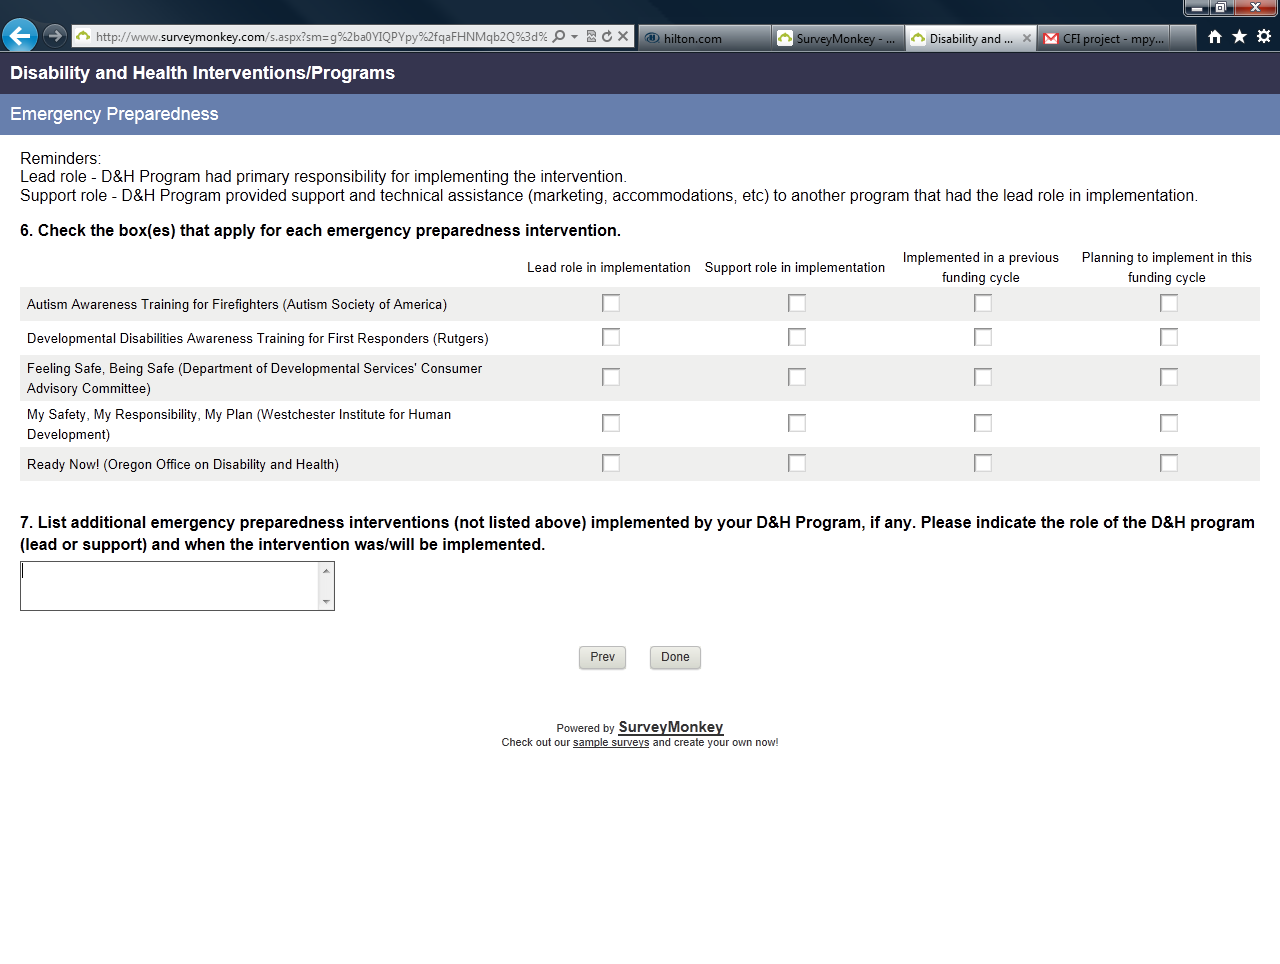 http://www.surveymonkey.com/s.aspx?sm=g%2ba0YIQPYpy%2fqaFHNMqb2Q%3d%
hilton.com
SurveyMonkey - ...
Disability and ...
CFI project - mpy...
Disability and Health Interventions/Programs
Emergency Preparedness
Reminders:
Lead role - D&H Program had primary responsibility for implementing the intervention.
Support role - D&H Program provided support and technical assistance (marketing, accommodations, etc) to another program that had the lead role in implementation.
6. Check the box(es) that apply for each emergency preparedness intervention.
Lead role in implementation
Support role in implementation
Implemented in a previous
funding cycle
Planning to implement in this
funding cycle
Autism Awareness Training for Firefighters (Autism Society of America)
Developmental Disabilities Awareness Training for First Responders (Rutgers)
Feeling Safe, Being Safe (Department of Developmental Services' Consumer
Advisory Committee)
My Safety, My Responsibility, My Plan (Westchester Institute for Human
Development)
Ready Now! (Oregon Office on Disability and Health)
7. List additional emergency preparedness interventions (not listed above) implemented by your D&H Program, if any. Please indicate the role of the D&H program
(lead or support) and when the intervention was/will be implemented.
Prev
Done
Powered by SurveyMonkey
Check out our sample surveys and create your own now!